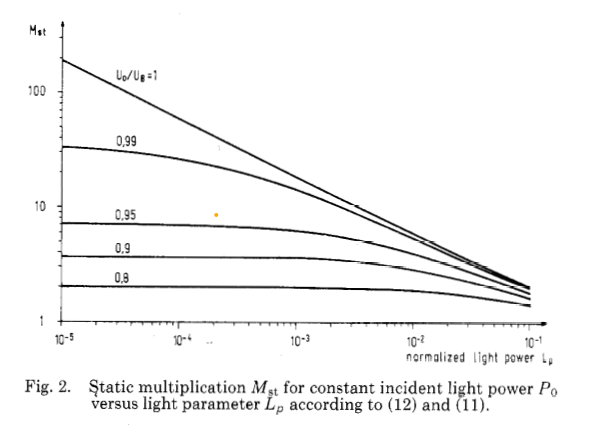 Mst
U₀/U_B=1
100
0,99
10
0,95
0,9
0,8
1
10⁻⁵ 10⁻⁴ 10⁻³ 10⁻² 10⁻¹
normalized light power Lₚ
Fig. 2. Static multiplication Mst for constant incident light power P₀
versus light parameter Lₚ according to (12) and (11).